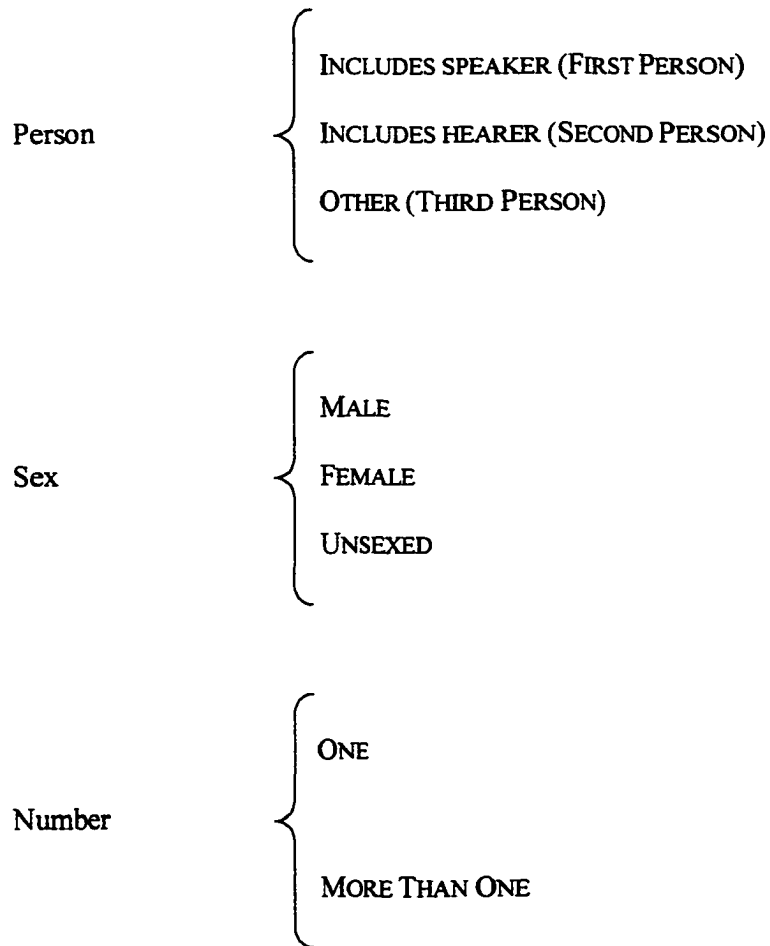 INCLUDES SPEAKER (FIRST PERSON)
Person
INCLUDES HEARER (SECOND PERSON)
OTHER (THIRD PERSON)
MALE
Sex
FEMALE
UNSEXED
ONE
Number
MORE THAN ONE